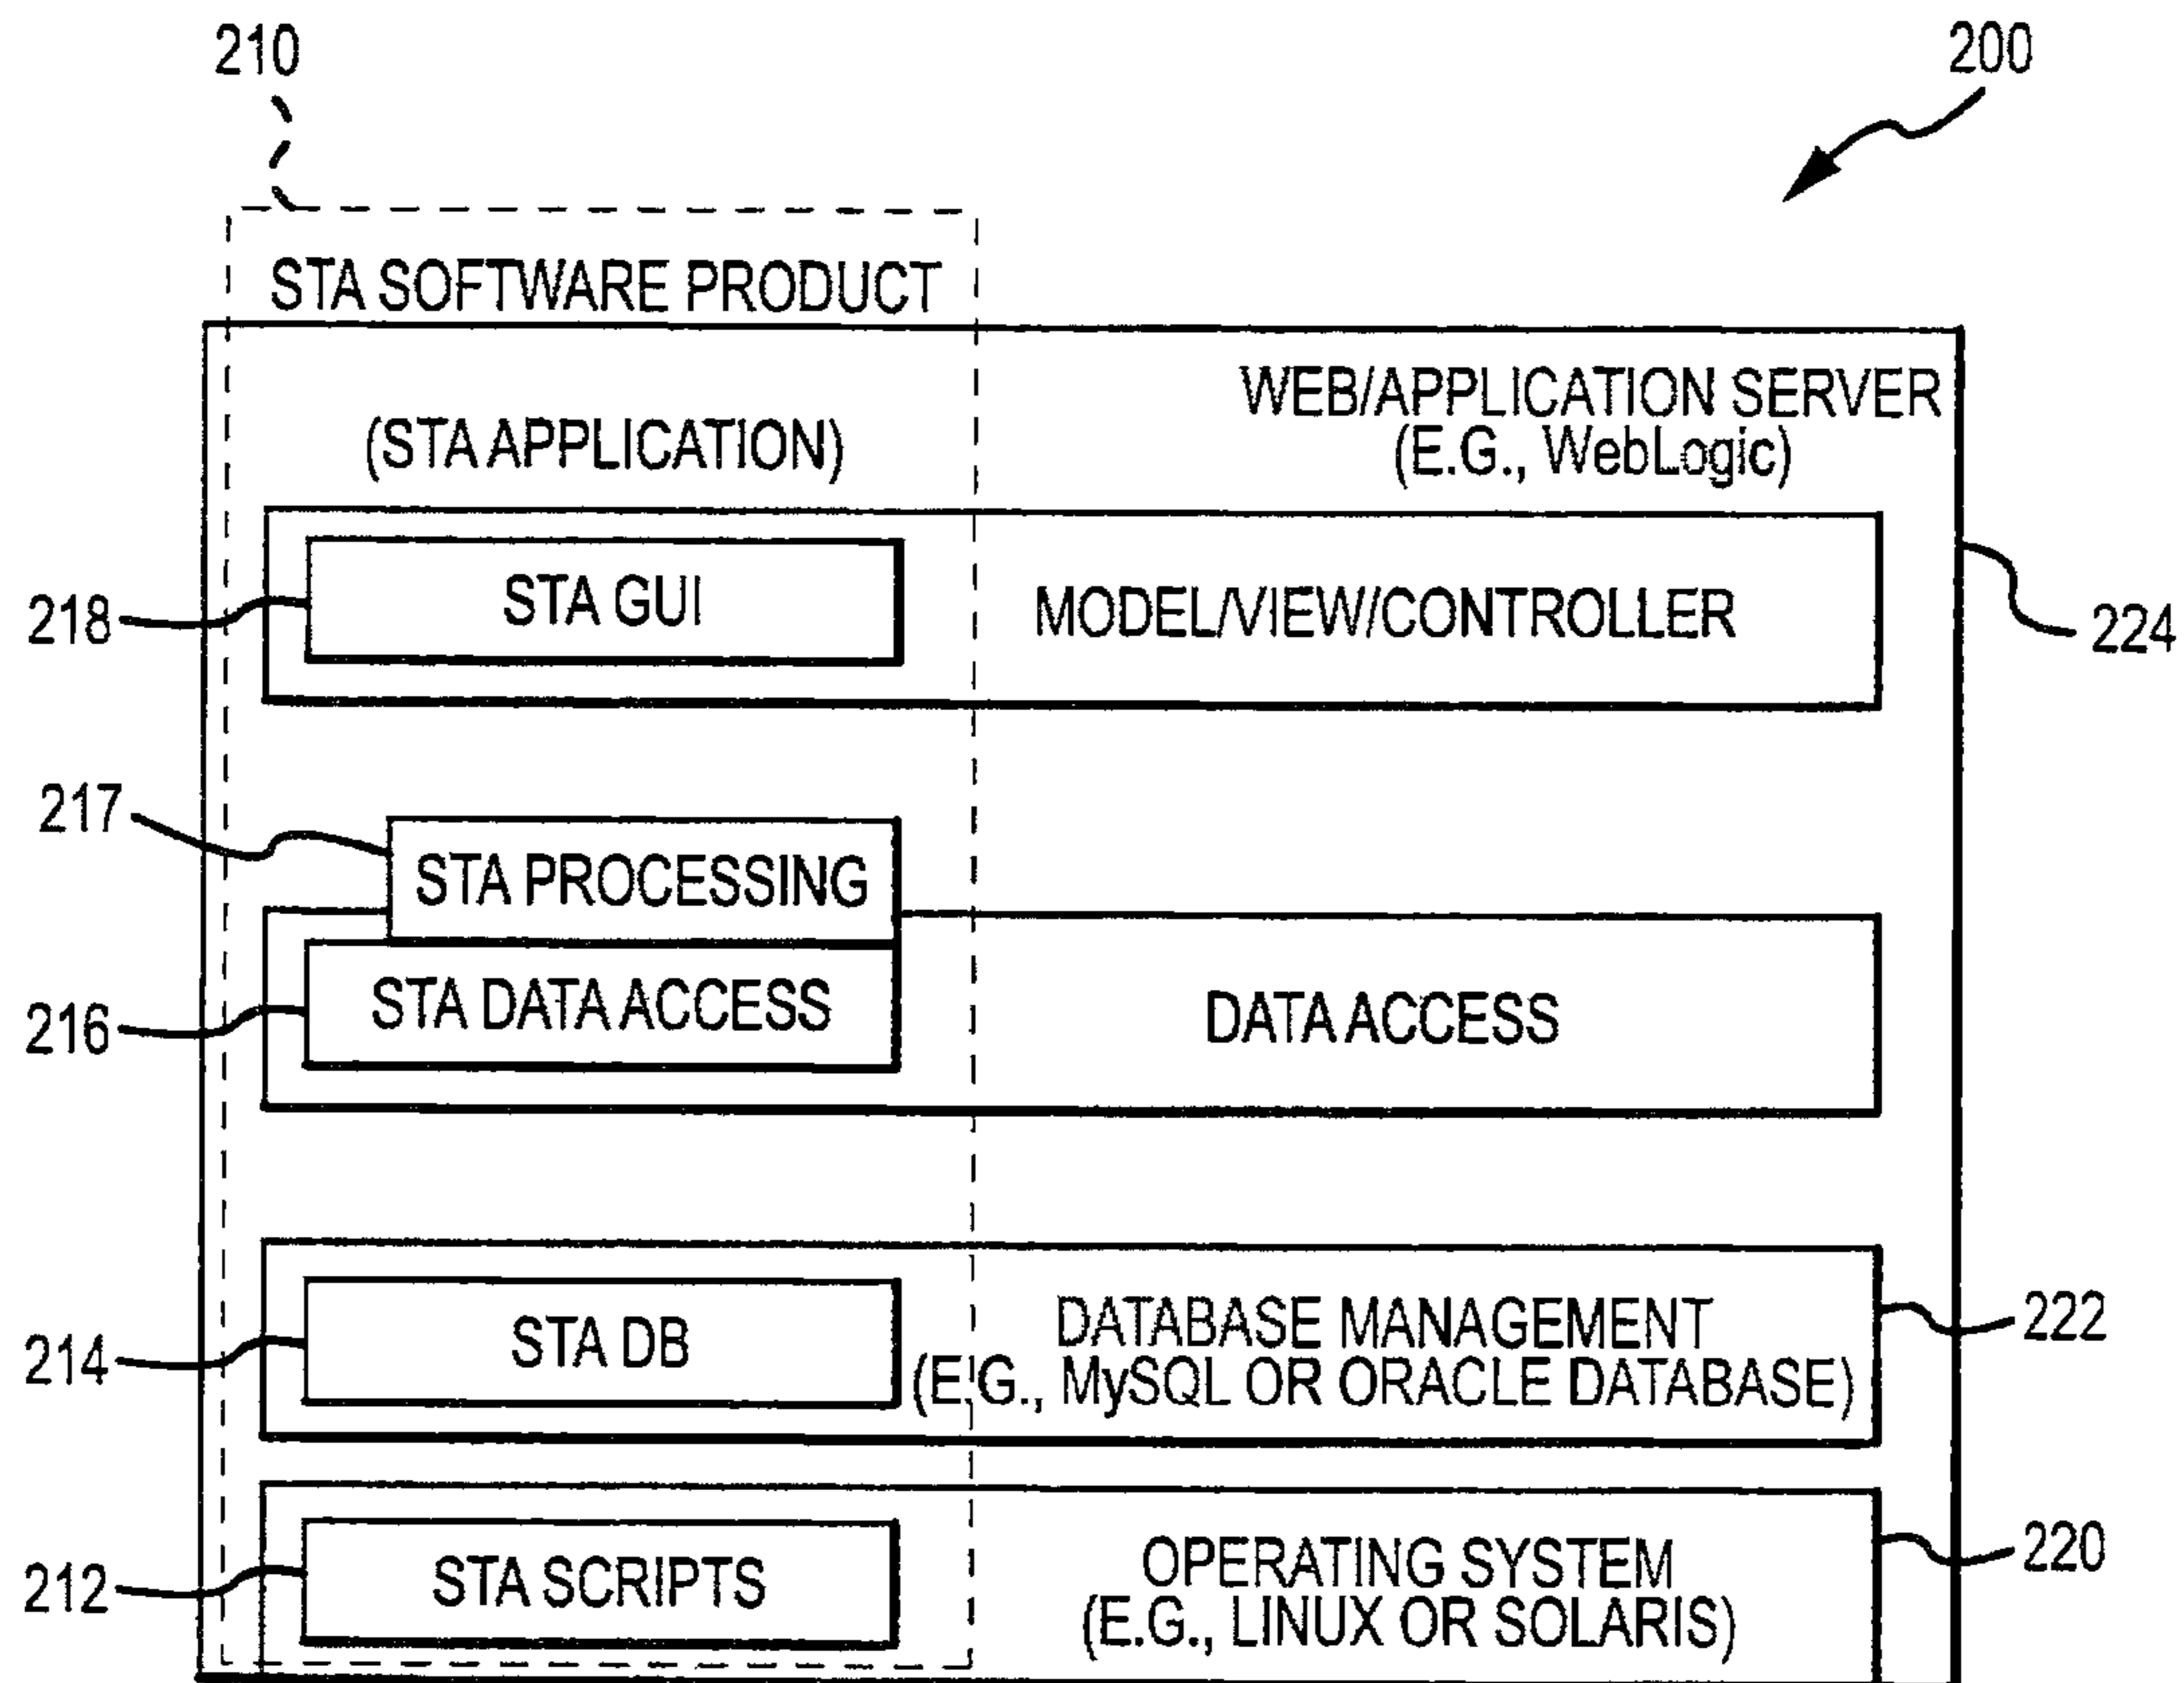 210
200
STA SOFTWARE PRODUCT
WEB/APPLICATION SERVER
(E.G., WebLogic)
(STA APPLICATION)
STA GUI
MODEL/VIEW/CONTROLLER
218
224
217
STA PROCESSING
STA DATA ACCESS
DATA ACCESS
216
DATABASE MANAGEMENT
(E.G., MySQL OR ORACLE DATABASE)
222
STA DB
214
OPERATING SYSTEM
(E.G., LINUX OR SOLARIS)
220
STA SCRIPTS
212